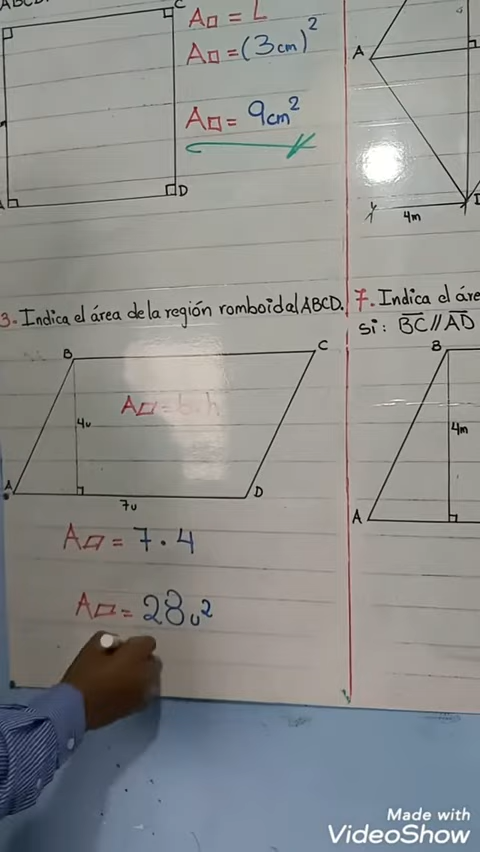 ABCD.
C
A▱ = L
A▱ = (3cm)²
A▱ = 9cm²
D
A
4m
3. Indica el área de la región romboidal ABCD.
B
C
A▱ = b.h
4u
A
7u
D
A▱ = 7 . 4
A▱ = 28u²
7. Indica el áre
si: BC // AD
B
4m
A
Made with
VideoShow